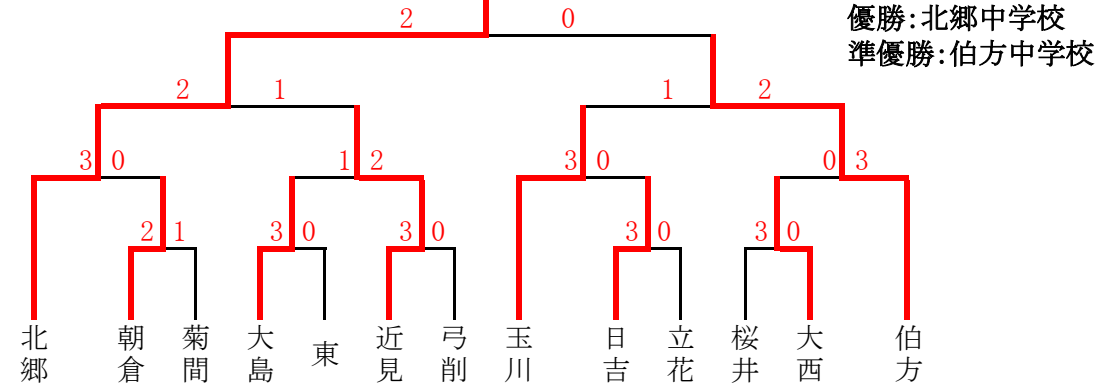 優勝:北郷中学校
準優勝:伯方中学校
2 0
2 1 1 2
3 0 1 2 3 0 0 3
2 1 3 0 3 0 3 0 3 0
北郷 朝倉 菊間 大島 東 近見 弓削 玉川 日吉 立花 桜井 大西 伯方